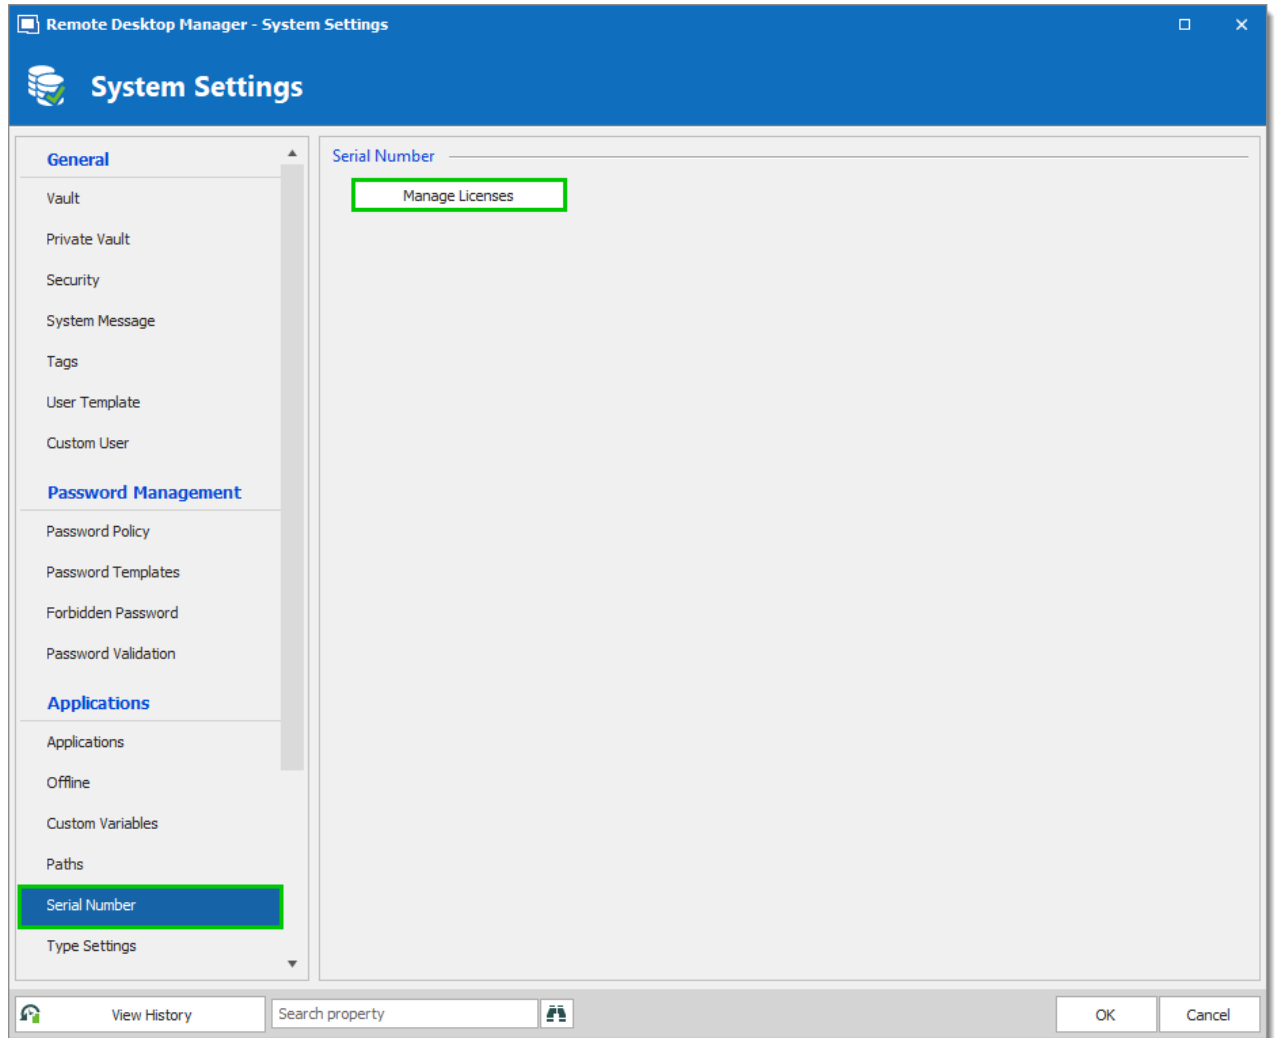 Remote Desktop Manager - System Settings
System Settings
General
Vault
Private Vault
Security
System Message
Tags
User Template
Custom User
Password Management
Password Policy
Password Templates
Forbidden Password
Password Validation
Applications
Applications
Offline
Custom Variables
Paths
Serial Number
Type Settings
Serial Number
Manage Licenses
View History
Search property
OK
Cancel